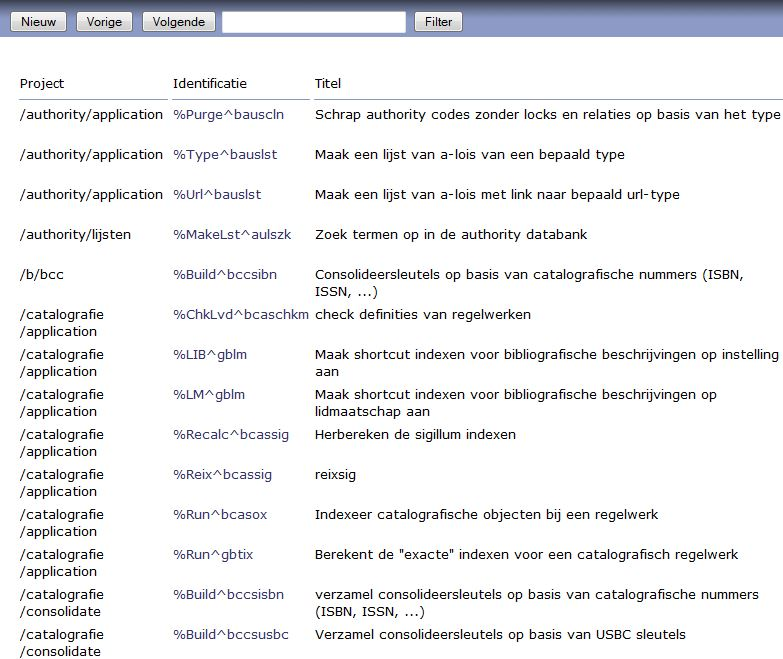 Nieuw Vorige Volgende Filter
Project Identificatie Titel
/authority/application %Purge^bauscln Schrap authority codes zonder locks en relaties op basis van het type
/authority/application %Type^bauslst Maak een lijst van a-lois van een bepaald type
/authority/application %Url^bauslst Maak een lijst van a-lois met link naar bepaald url-type
/authority/lijsten %MakeLst^aulszk Zoek termen op in de authority databank
/b/bcc %Build^bccsibn Consolideersleutels op basis van catalografische nummers (ISBN,
ISSN, ...)
/catalografie %ChkLvd^bcaschkm check definities van regelwerken
/application
/catalografie %LIB^gblm Maak shortcut indexen voor bibliografische beschrijvingen op instelling
/application aan
/catalografie %LM^gblm Maak shortcut indexen voor bibliografische beschrijvingen op
/application lidmaatschap aan
/catalografie %Recalc^bcassig Herbereken de sigillum indexen
/application
/catalografie %Reix^bcassig reixsig
/application
/catalografie %Run^bcasox Indexeer catalografische objecten bij een regelwerk
/application
/catalografie %Run^gbtix Berekent de "exacte" indexen voor een catalografisch regelwerk
/application
/catalografie %Build^bccsisbn verzamel consolideersleutels op basis van catalografische nummers
/consolidate (ISBN, ISSN, ...)
/catalografie %Build^bccsusbc Verzamel consolideersleutels op basis van USBC sleutels
/consolidate